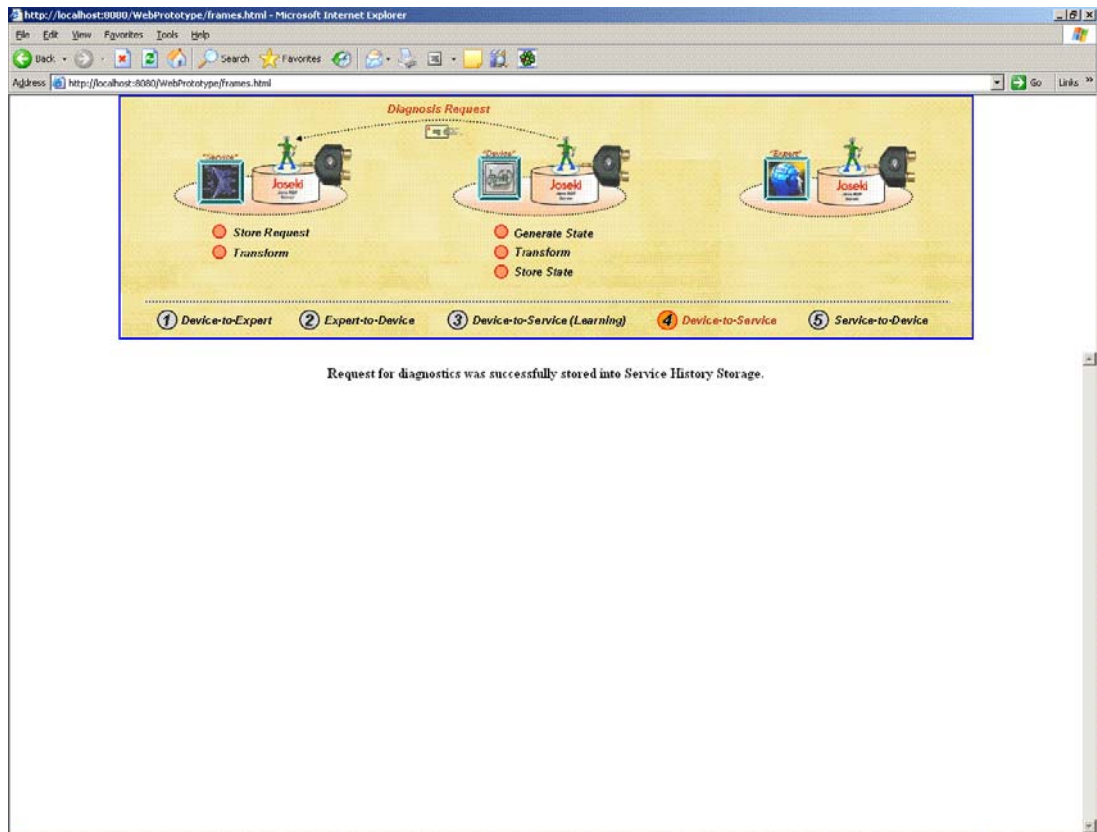 http://localhost:8080/WebPrototype/frames.html - Microsoft Internet Explorer
File Edit View Favorites Tools Help
Back Search Favorites
Address http://localhost:8080/WebPrototype/frames.html Go Links »
Diagnosis Request
"Service" "Device" "Expert"
Joseki Joseki Joseki
Store Request Generate State
Transform Transform
Store State
1 Device-to-Expert 2 Expert-to-Device 3 Device-to-Service (Learning) 4 Device-to-Service 5 Service-to-Device
Request for diagnostics was successfully stored into Service History Storage.